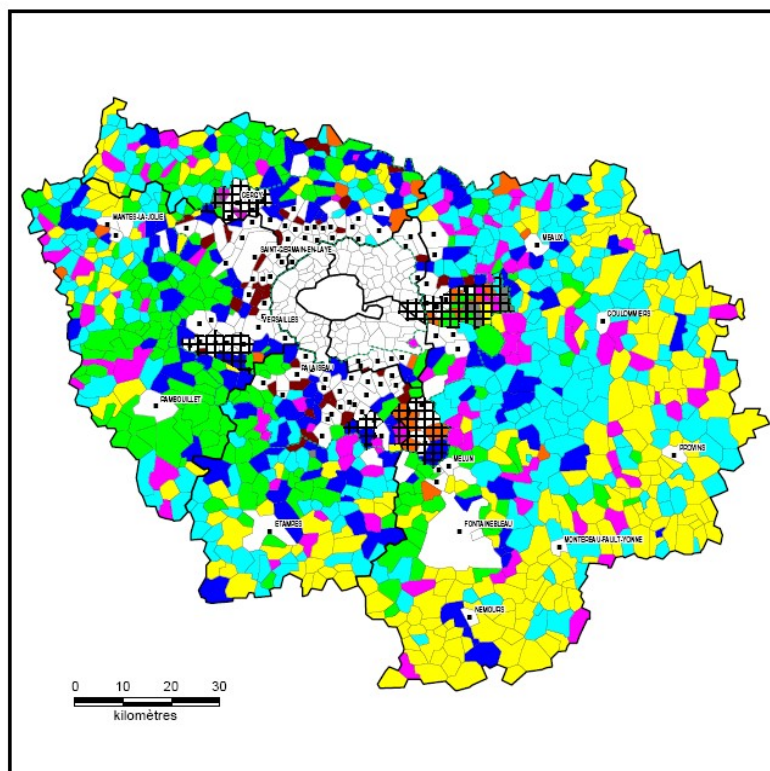 CERGY
MANTES-LA-JOLIE
SAINT-GERMAIN-EN-LAYE
MEAUX
COULOMMIERS
VERSAILLES
PALAISEAU
RAMBOUILLET
PROVINS
MELUN
ETAMPES
FONTAINEBLEAU
MONTEREAU-FAULT-YONNE
NEMOURS
0 10 20 30
kilomètres